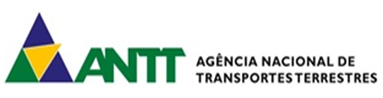 ANTT
AGÊNCIA NACIONAL DE
TRANSPORTES TERRESTRES